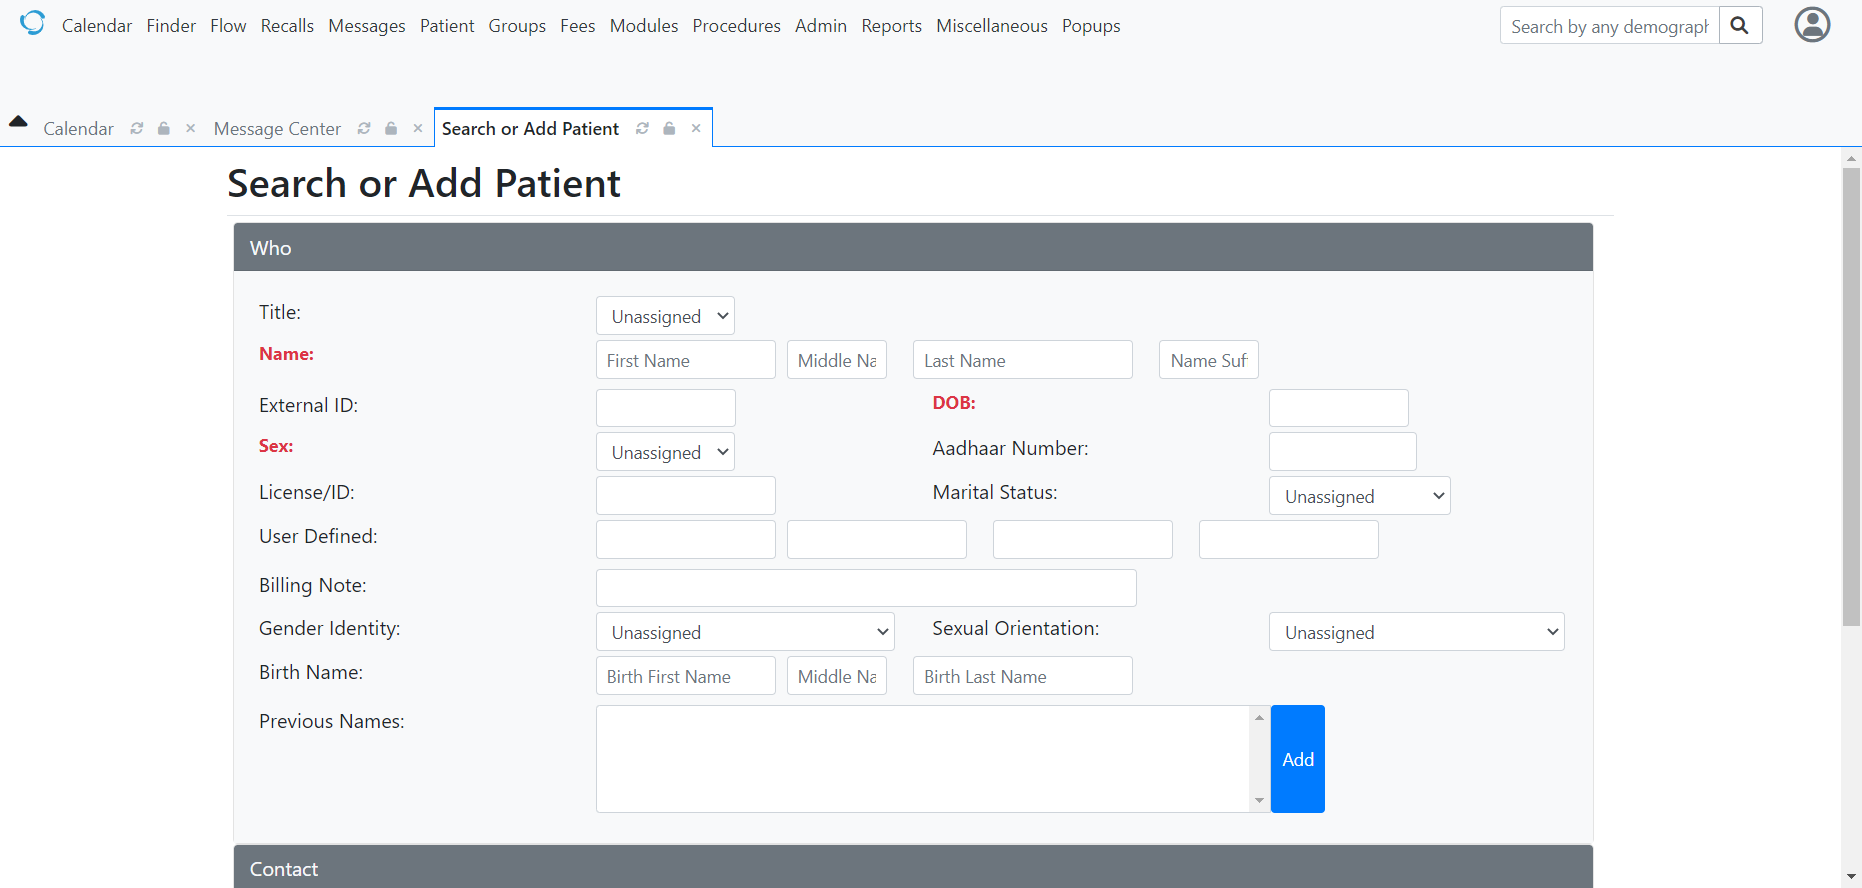 Calendar Finder Flow Recalls Messages Patient Groups Fees Modules Procedures Admin Reports Miscellaneous Popups Search by any demograph
Calendar Message Center Search or Add Patient
Search or Add Patient
Who
Title: Unassigned
Name: First Name Middle Na Last Name Name Suf
External ID: DOB:
Sex: Unassigned Aadhaar Number:
License/ID: Marital Status: Unassigned
User Defined:
Billing Note:
Gender Identity: Unassigned Sexual Orientation: Unassigned
Birth Name: Birth First Name Middle Na Birth Last Name
Previous Names: Add
Contact